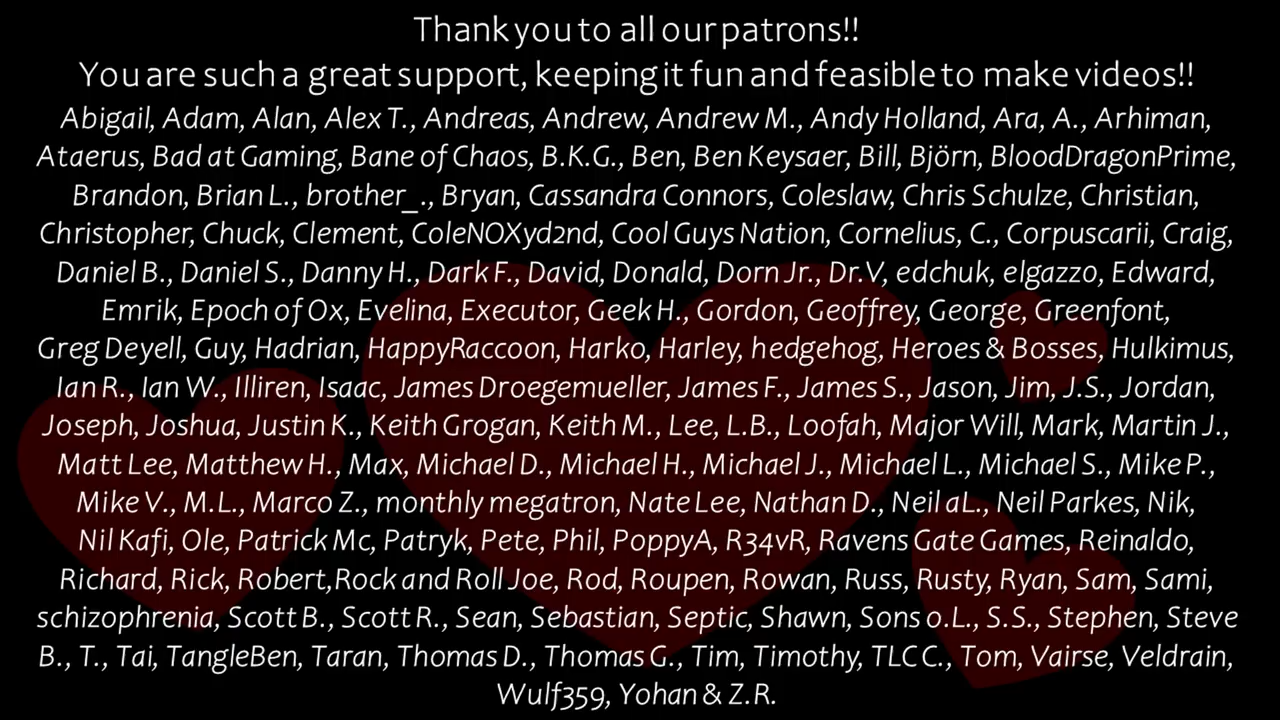 Thank you to all our patrons!!
You are such a great support, keeping it fun and feasible to make videos!!
Abigail, Adam, Alan, Alex T., Andreas, Andrew, Andrew M., Andy Holland, Ara, A., Arhiman,
Ataerus, Bad at Gaming, Bane of Chaos, B.K.G., Ben, Ben Keysaer, Bill, Björn, BloodDragonPrime,
Brandon, Brian L., brother_., Bryan, Cassandra Connors, Coleslaw, Chris Schulze, Christian,
Christopher, Chuck, Clement, ColeNOXyd2nd, Cool Guys Nation, Cornelius, C., Corpuscarii, Craig,
Daniel B., Daniel S., Danny H., Dark F., David, Donald, Dorn Jr., Dr.V, edchuk, elgazzo, Edward,
Emrik, Epoch of Ox, Evelina, Executor, Geek H., Gordon, Geoffrey, George, Greenfont,
Greg Deyell, Guy, Hadrian, HappyRaccoon, Harko, Harley, hedgehog, Heroes & Bosses, Hulkimus,
Ian R., Ian W., Illiren, Isaac, James Droegemueller, James F., James S., Jason, Jim, J.S., Jordan,
Joseph, Joshua, Justin K., Keith Grogan, Keith M., Lee, L.B., Loofah, Major Will, Mark, Martin J.,
Matt Lee, Matthew H., Max, Michael D., Michael H., Michael J., Michael L., Michael S., Mike P.,
Mike V., M.L., Marco Z., monthly megatron, Nate Lee, Nathan D., Neil aL., Neil Parkes, Nik,
Nil Kafi, Ole, Patrick Mc, Patryk, Pete, Phil, PoppyA, R34vR, Ravens Gate Games, Reinaldo,
Richard, Rick, Robert,Rock and Roll Joe, Rod, Roupen, Rowan, Russ, Rusty, Ryan, Sam, Sami,
schizophrenia, Scott B., Scott R., Sean, Sebastian, Septic, Shawn, Sons o.L., S.S., Stephen, Steve
B., T., Tai, TangleBen, Taran, Thomas D., Thomas G., Tim, Timothy, TLC C., Tom, Vairse, Veldrain,
Wulf359, Yohan & Z.R.